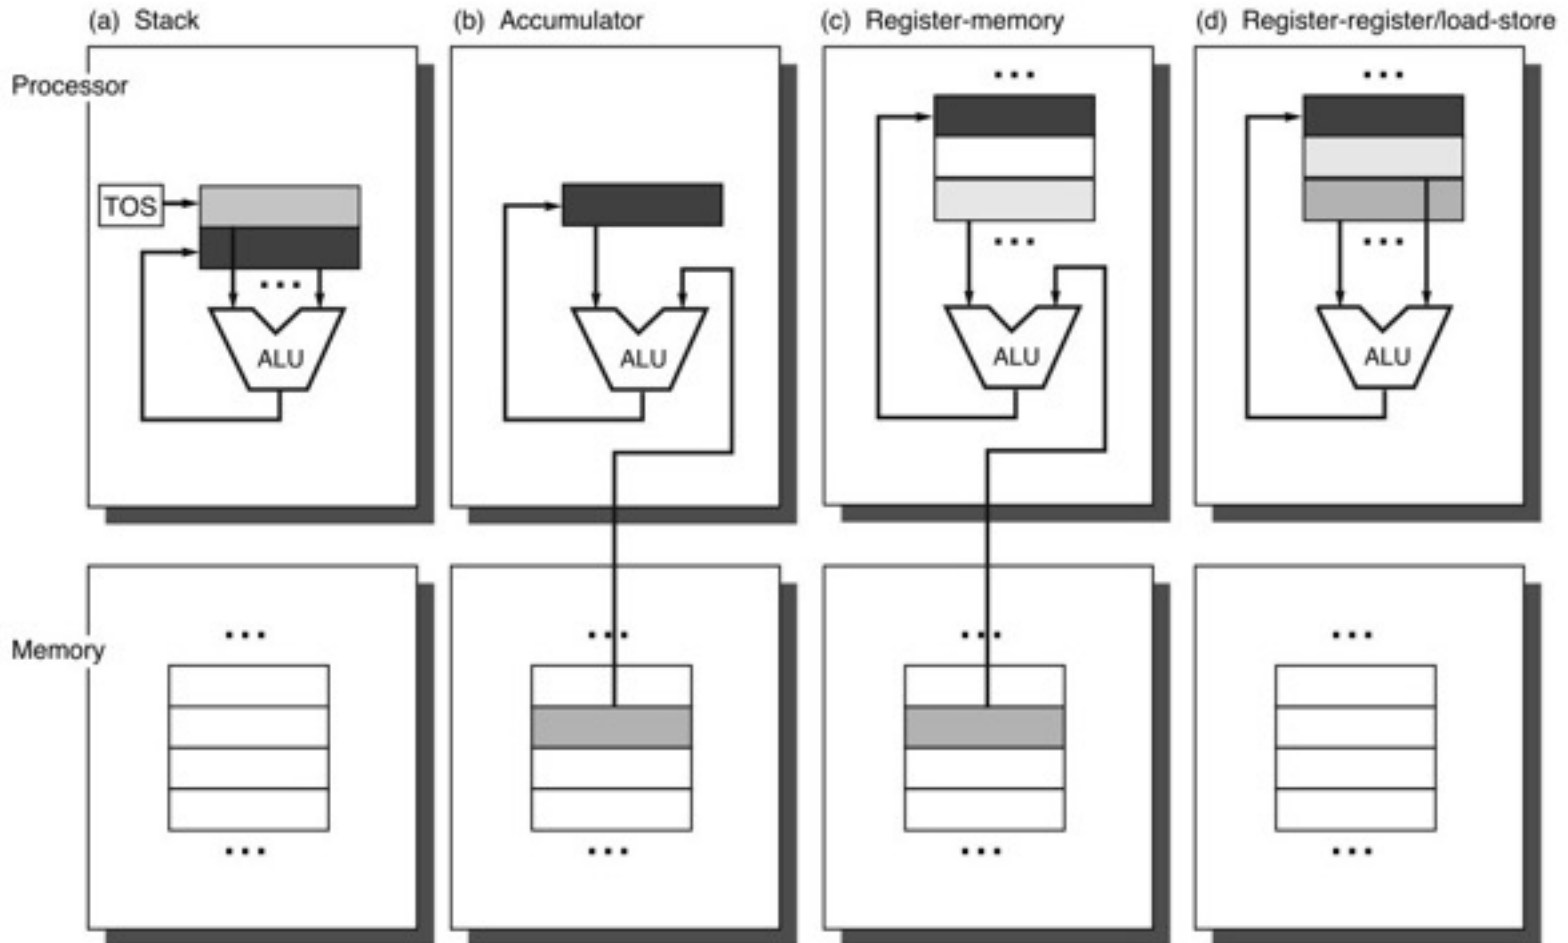 (a) Stack
(b) Accumulator
(c) Register-memory
(d) Register-register/load-store
Processor
...
...
TOS
...
...
...
ALU
ALU
ALU
ALU
Memory
...
...
...
...
...
...
...
...